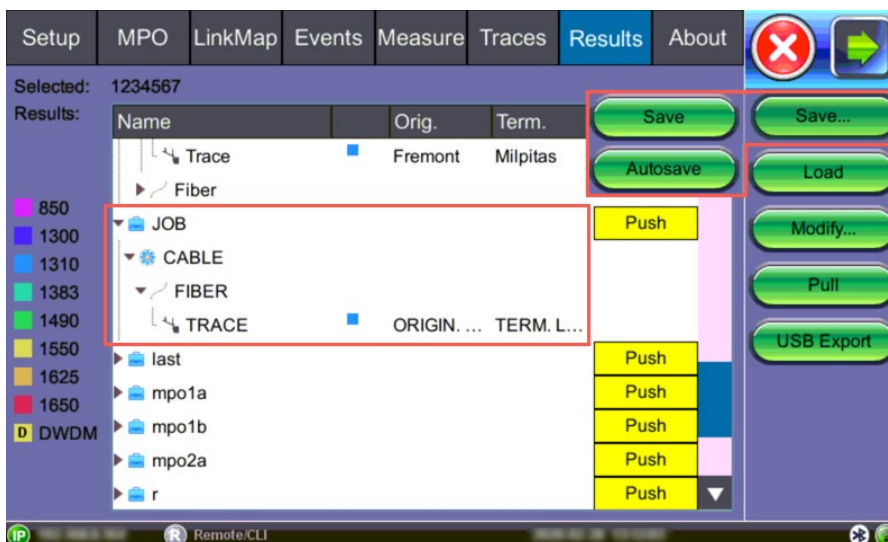 Setup MPO LinkMap Events Measure Traces Results About
Selected: 1234567
Results:
Name Orig. Term.
Save Save...
Trace Fremont Milpitas
Autosave Load
Fiber
850
JOB Push
Modify...
1300
CABLE
1310
FIBER
Pull
1383
1490
TRACE ORIGIN. ... TERM. L...
USB Export
1550
last Push
1625
mpo1a Push
1650
mpo1b Push
D DWDM
mpo2a Push
r Push
IP
R Remote/CLI